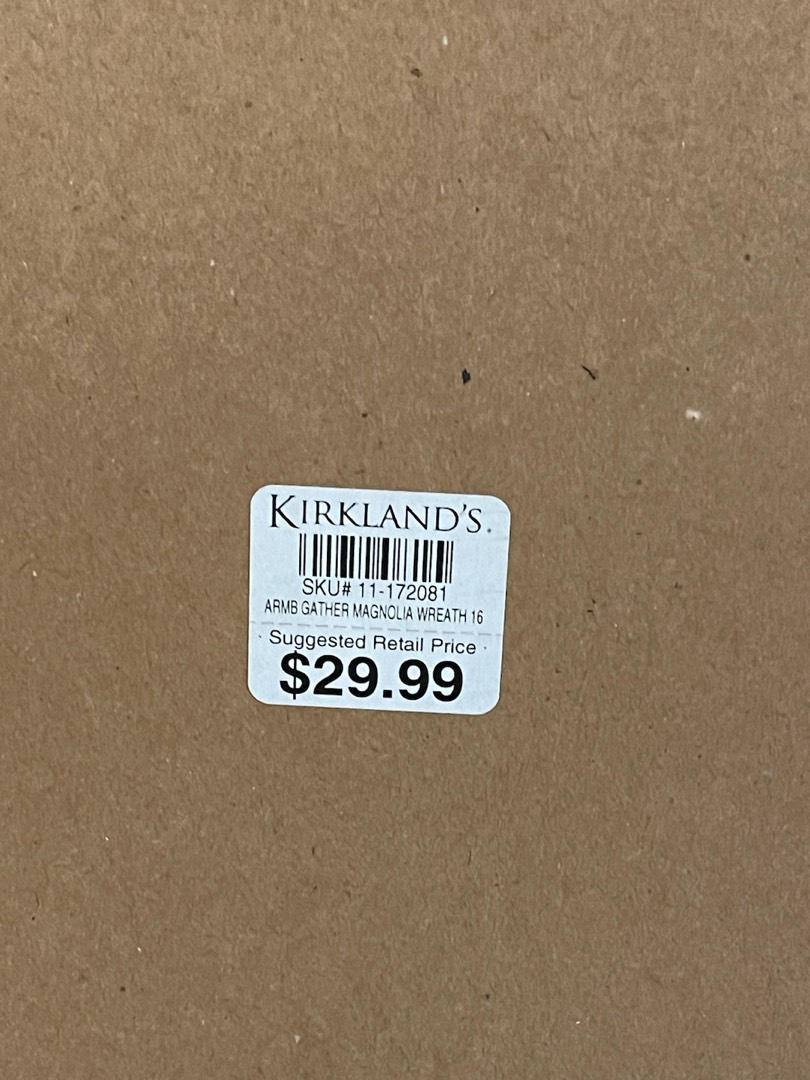 KIRKLAND'S.
SKU# 11-172081
ARMB GATHER MAGNOLIA WREATH 16
Suggested Retail Price
$29.99